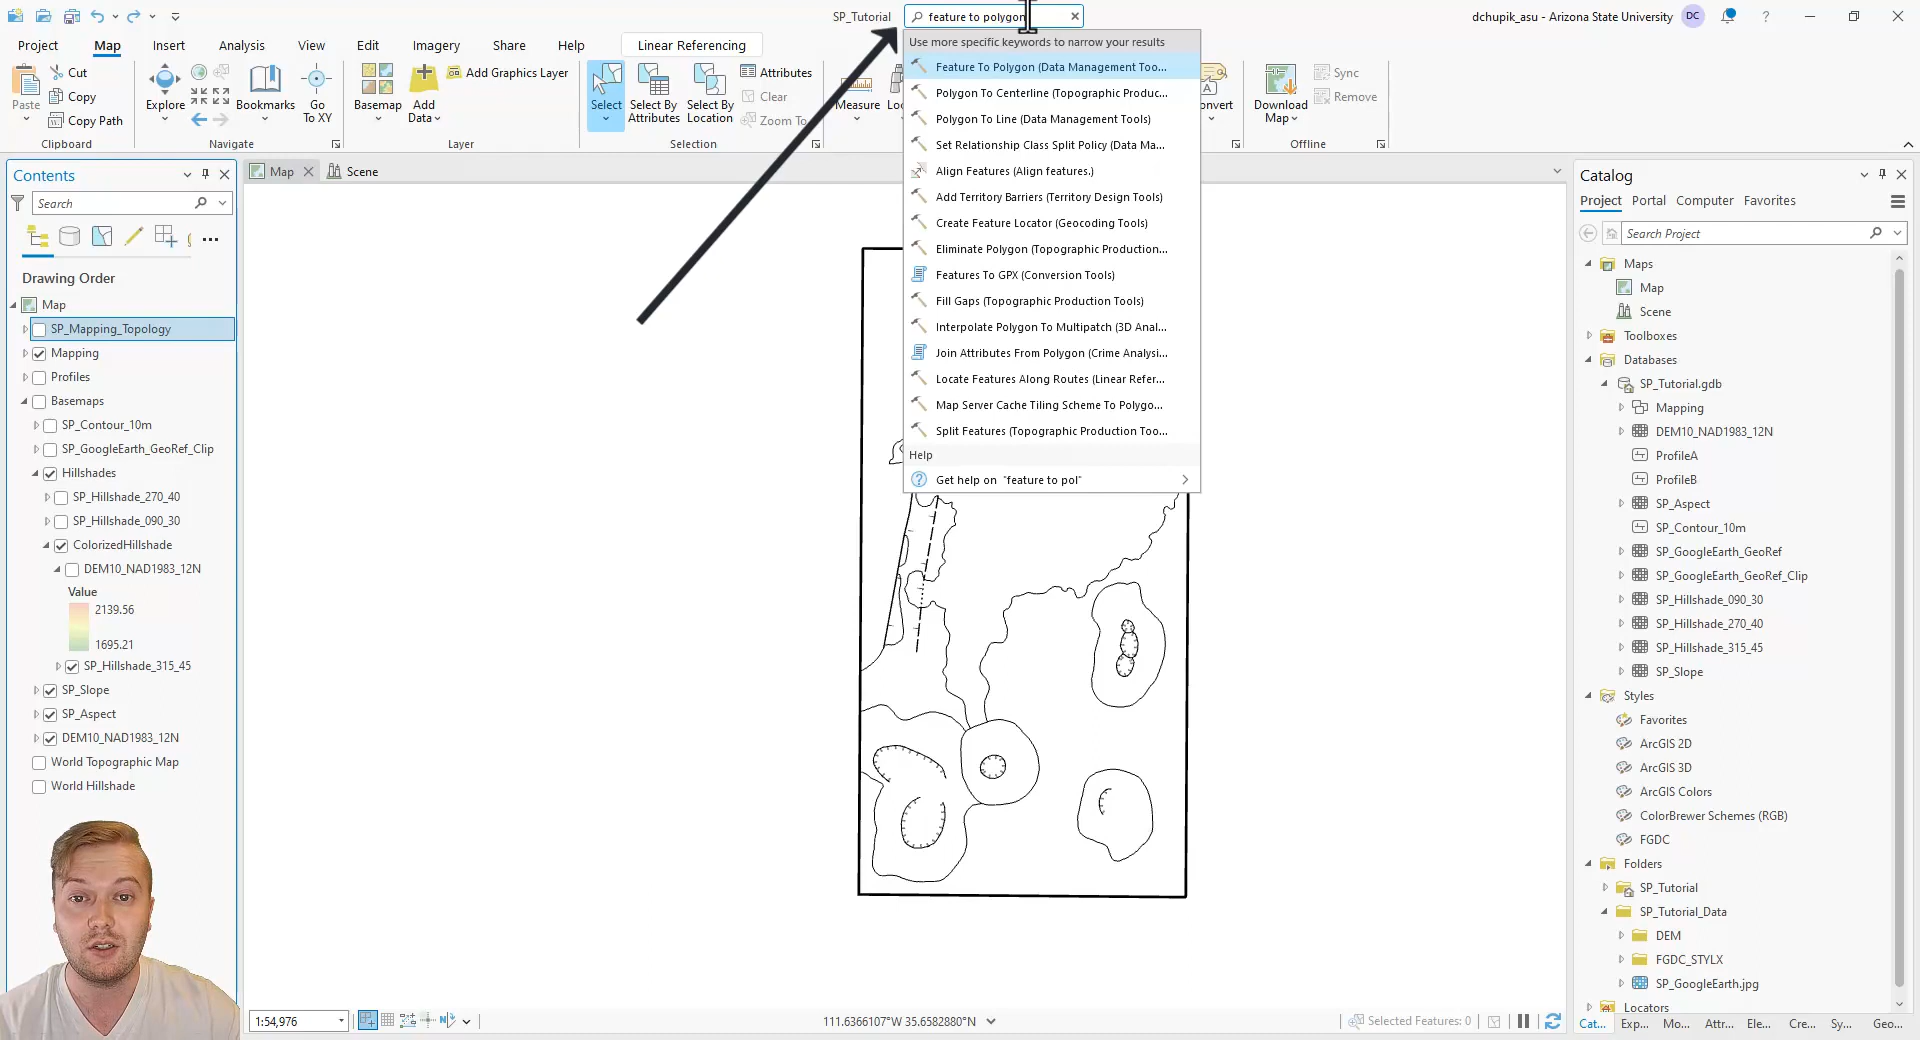 SP_Tutorial
feature to polygon
dchupik_asu - Arizona State University
DC
?
Project
Map
Insert
Analysis
View
Edit
Imagery
Share
Help
Linear Referencing
Paste
Cut
Copy
Copy Path
Clipboard
Explore
Bookmarks
Go
To XY
Navigate
Basemap
Add
Data
Add Graphics Layer
Layer
Select
Select By
Attributes
Select By
Location
Attributes
Clear
Zoom To
Selection
Measure
Download
Map
Sync
Remove
Offline
Use more specific keywords to narrow your results
Feature To Polygon (Data Management Too...
Polygon To Centerline (Topographic Produc...
Polygon To Line (Data Management Tools)
Set Relationship Class Split Policy (Data Ma...
Align Features (Align features.)
Add Territory Barriers (Territory Design Tools)
Create Feature Locator (Geocoding Tools)
Eliminate Polygon (Topographic Production...
Features To GPX (Conversion Tools)
Fill Gaps (Topographic Production Tools)
Interpolate Polygon To Multipatch (3D Anal...
Join Attributes From Polygon (Crime Analysi...
Locate Features Along Routes (Linear Refer...
Map Server Cache Tiling Scheme To Polygo...
Split Features (Topographic Production Too...
Help
Get help on "feature to pol"
Contents
Search
Drawing Order
Map
SP_Mapping_Topology
Mapping
Profiles
Basemaps
SP_Contour_10m
SP_GoogleEarth_GeoRef_Clip
Hillshades
SP_Hillshade_270_40
SP_Hillshade_090_30
ColorizedHillshade
DEM10_NAD1983_12N
Value
2139.56
1695.21
SP_Hillshade_315_45
SP_Slope
SP_Aspect
DEM10_NAD1983_12N
World Topographic Map
World Hillshade
Map
Scene
1:54,976
111.6366107°W 35.6582880°N
Selected Features: 0
Catalog
Project
Portal
Computer
Favorites
Search Project
Maps
Map
Scene
Toolboxes
Databases
SP_Tutorial.gdb
Mapping
DEM10_NAD1983_12N
ProfileA
ProfileB
SP_Aspect
SP_Contour_10m
SP_GoogleEarth_GeoRef
SP_GoogleEarth_GeoRef_Clip
SP_Hillshade_090_30
SP_Hillshade_270_40
SP_Hillshade_315_45
SP_Slope
Styles
Favorites
ArcGIS 2D
ArcGIS 3D
ArcGIS Colors
ColorBrewer Schemes (RGB)
FGDC
Folders
SP_Tutorial
SP_Tutorial_Data
DEM
FGDC_STYLX
SP_GoogleEarth.jpg
Locators
Cat...
Exp...
Mo...
Attr...
Ele...
Cre...
Sy...
Geo...